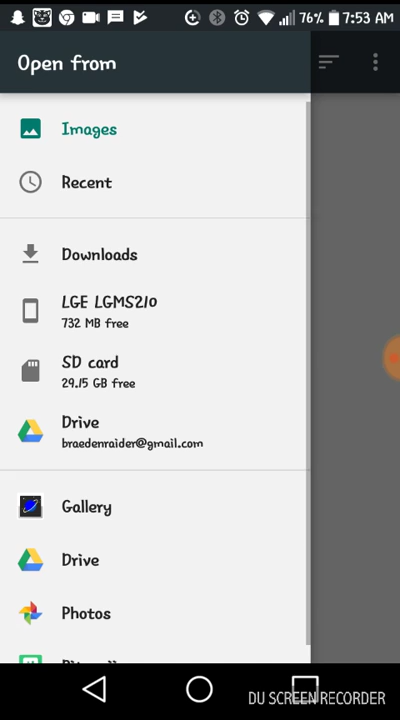 76% 7:53 AM
Open from
Images
Recent
Downloads
LGE LGMS210
732 MB free
SD card
29.15 GB free
Drive
braedenraider@gmail.com
Gallery
Drive
Photos
DU SCREEN RECORDER